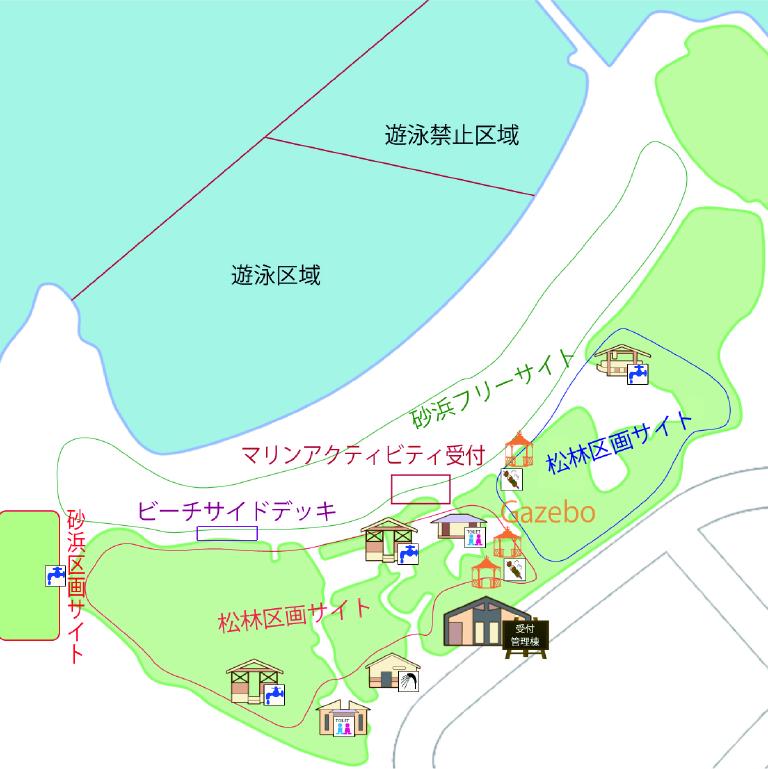 遊泳禁止区域
遊泳区域
砂浜フリーサイト
松林区画サイト
マリンアクティビティ受付
ビーチサイドデッキ
Gazebo
砂浜区画サイト
TOILET
松林区画サイト
受付
管理棟
TOILET